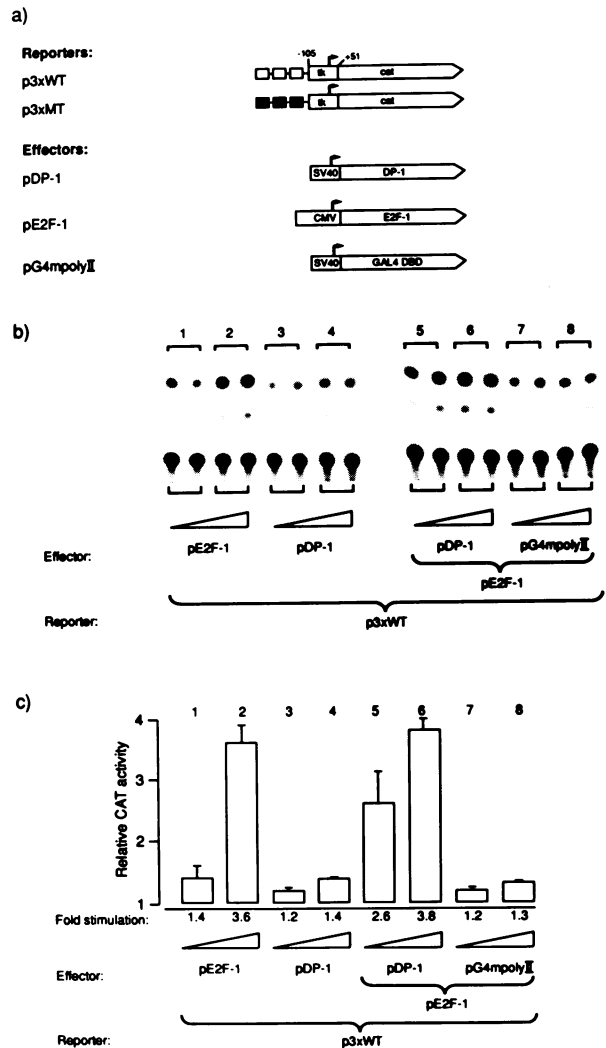 a)
Reporters:
-105 +51
p3xWT tk cat
p3xMT tk cat
Effectors:
pDP-1 SV40 DP-1
pE2F-1 CMV E2F-1
pG4mpolyII SV40 GAL4 DBD
b)
1 2 3 4 5 6 7 8
pE2F-1 pDP-1 pDP-1 pG4mpolyII
Effector:
pE2F-1
Reporter: p3xWT
c)
1 2 3 4 5 6 7 8
4
3
2
1
Relative CAT activity
Fold stimulation: 1.4 3.6 1.2 1.4 2.6 3.8 1.2 1.3
Effector: pE2F-1 pDP-1 pDP-1 pG4mpolyII
pE2F-1
Reporter: p3xWT